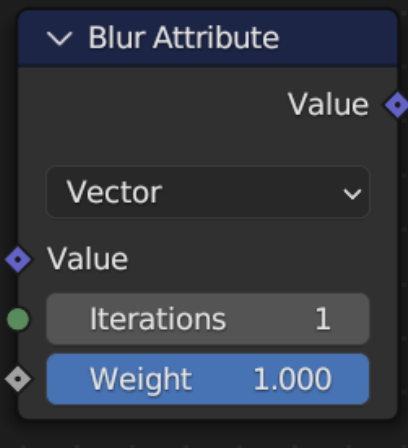 Blur Attribute
Value
Vector
Value
Iterations 1
Weight 1.000